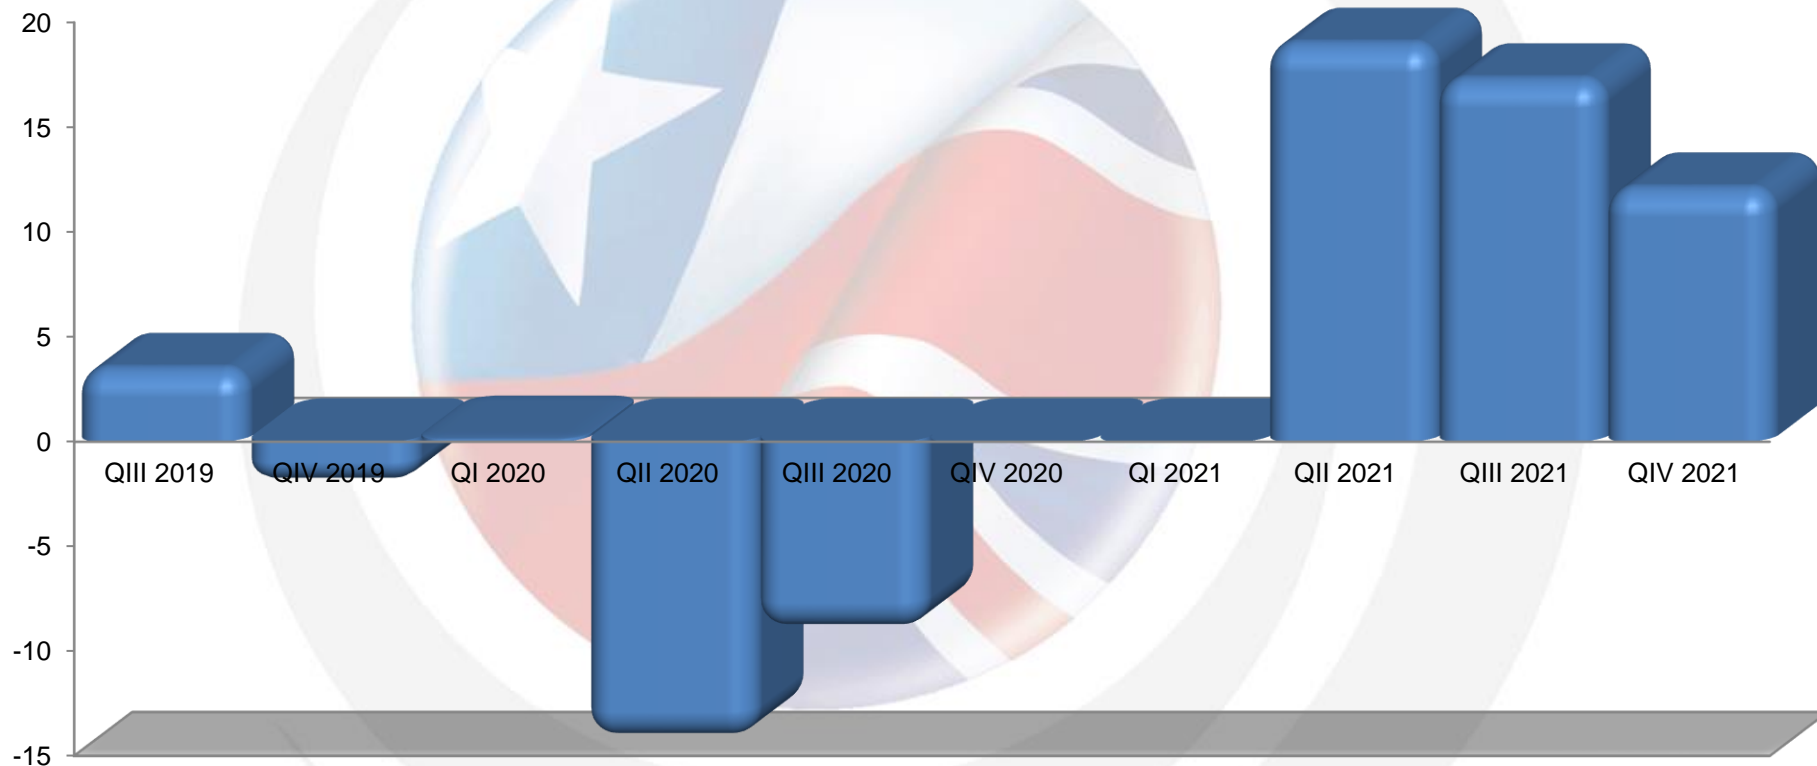 20
15
10
5
0
-5
-10
-15
QIII 2019
QIV 2019
QI 2020
QII 2020
QIII 2020
QIV 2020
QI 2021
QII 2021
QIII 2021
QIV 2021